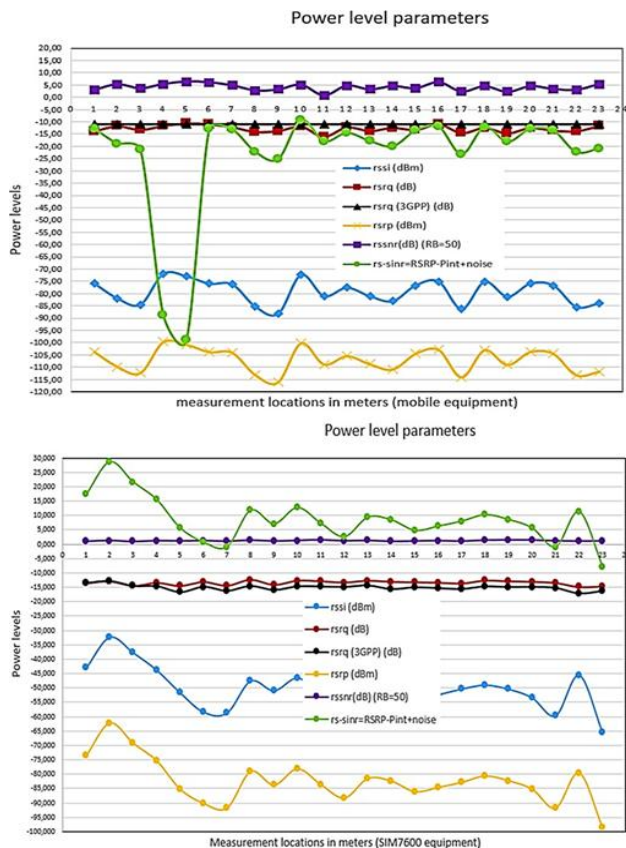 Power level parameters
20,00
15,00
10,00
5,00
0,00
-5,00
-10,00
-15,00
-20,00
-25,00
-30,00
-35,00
-40,00
-45,00
-50,00
-55,00
-60,00
-65,00
-70,00
-75,00
-80,00
-85,00
-90,00
-95,00
-100,00
-105,00
-110,00
-115,00
-120,00
Power levels
0 1 2 3 4 5 6 7 8 9 10 11 12 13 14 15 16 17 18 19 20 21 22 23
rssi (dBm)
rsrq (dB)
rsrq (3GPP) (dB)
rsrp (dBm)
rssnr(dB) (RB=50)
rs-sinr=RSRP-Pint+noise
measurement locations in meters (mobile equipment)
Power level parameters
30,000
25,000
20,000
15,000
10,000
5,000
0,000
-5,000
-10,000
-15,000
-20,000
-25,000
-30,000
-35,000
-40,000
-45,000
-50,000
-55,000
-60,000
-65,000
-70,000
-75,000
-80,000
-85,000
-90,000
-95,000
-100,000
Power levels
0 1 2 3 4 5 6 7 8 9 10 11 12 13 14 15 16 17 18 19 20 21 22 23
rssi (dBm)
rsrq (dB)
rsrq (3GPP) (dB)
rsrp (dBm)
rssnr(dB) (RB=50)
rs-sinr=RSRP-Pint+noise
Measurement locations in meters (SIM7600 equipment)